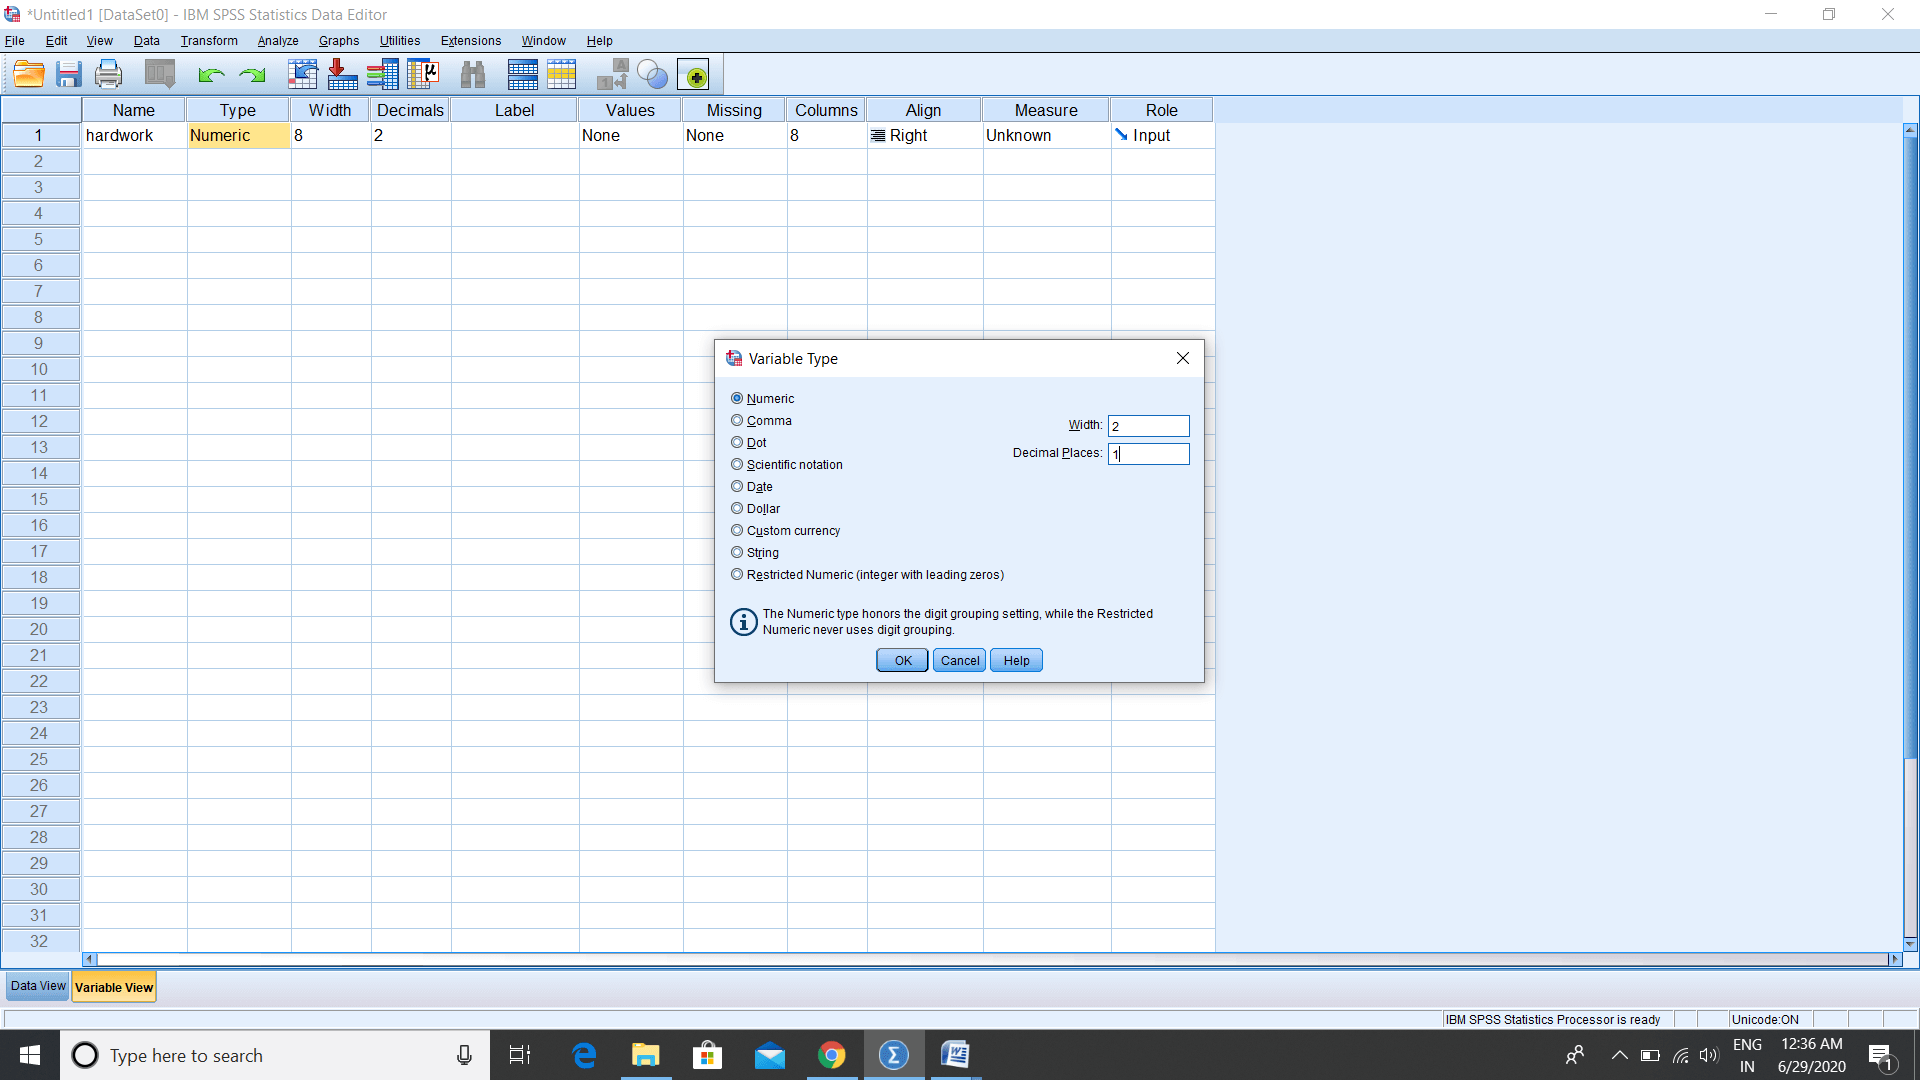 *Untitled1 [DataSet0] - IBM SPSS Statistics Data Editor
File Edit View Data Transform Analyze Graphs Utilities Extensions Window Help
Name Type Width Decimals Label Values Missing Columns Align Measure Role
1 hardwork Numeric 8 2 None None 8 Right Unknown Input
2
3
4
5
6
7
8
9
10
11
12
13
14
15
16
17
18
19
20
21
22
23
24
25
26
27
28
29
30
31
32
Variable Type
Numeric
Comma
Dot
Scientific notation
Date
Dollar
Custom currency
String
Restricted Numeric (integer with leading zeros)
Width: 2
Decimal Places: 1
The Numeric type honors the digit grouping setting, while the Restricted
Numeric never uses digit grouping.
OK Cancel Help
Data View Variable View
IBM SPSS Statistics Processor is ready Unicode:ON
Type here to search
ENG
IN
12:36 AM
6/29/2020
1